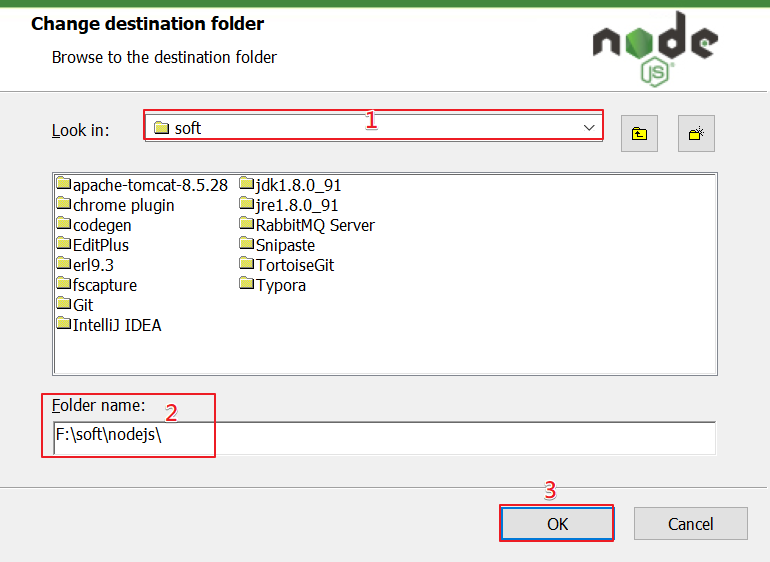 Change destination folder
Browse to the destination folder
node
JS
Look in:
soft
1
apache-tomcat-8.5.28
chrome plugin
codegen
EditPlus
erl9.3
fscapture
Git
IntelliJ IDEA
jdk1.8.0_91
jre1.8.0_91
RabbitMQ Server
Snipaste
TortoiseGit
Typora
Folder name:
2
F:\soft\nodejs\
3
OK
Cancel